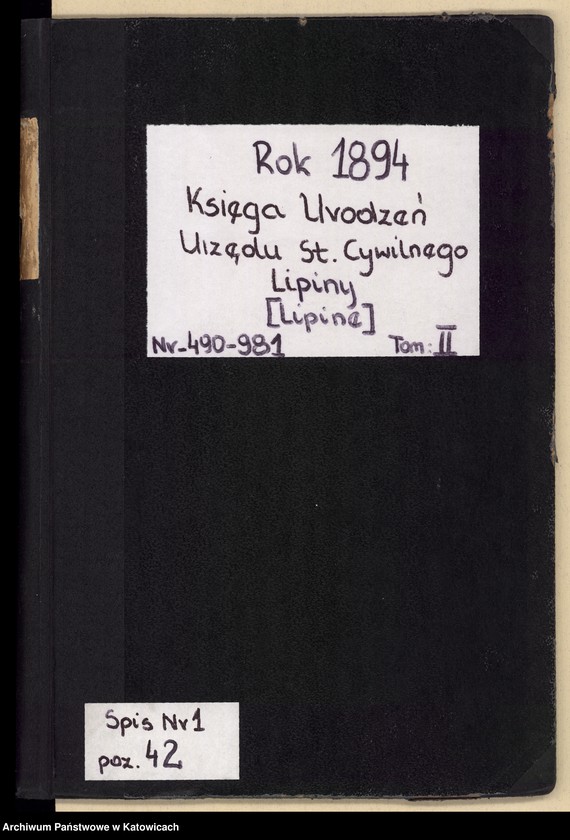 Rok 1894
Księga Urodzeń
Urzędu St. Cywilnego
Lipiny
[Lipine]
Nr-490-981 Tom: II
Spis Nr 1
poz. 42
Archiwum Państwowe w Katowicach